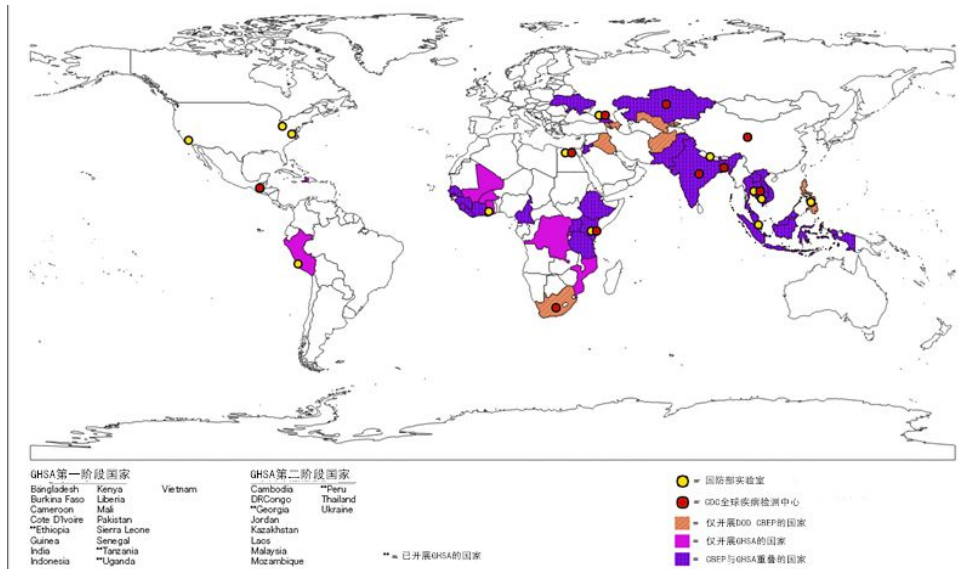 GHSA第一阶段国家
Bangladesh
Burkina Faso
Cameroon
Cote D'Ivoire
**Ethiopia
Guinea
India
Indonesia
Kenya
Liberia
Mali
Pakistan
Sierra Leone
Senegal
**Tanzania
**Uganda
Vietnam
GHSA第二阶段国家
Cambodia
DRCongo
**Georgia
Jordan
Kazakhstan
Laos
Malaysia
Mozambique
**Peru
Thailand
Ukraine
** = 已开展GHSA的国家
= 国防部实验室
= CDC全球疾病检测中心
= 仅开展DOD CBEP的国家
= 仅开展GHSA的国家
= CBEP与GHSA重叠的国家